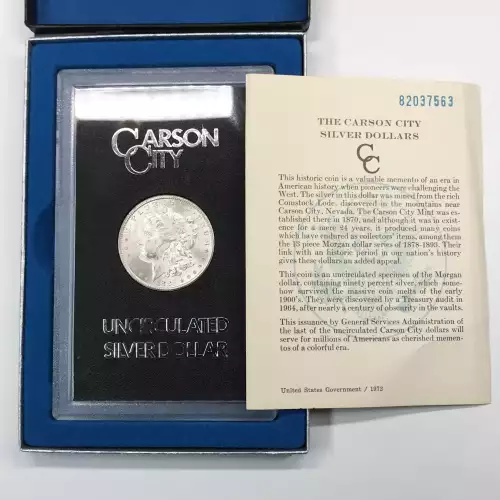 CARSON
CITY
UNCIRCULATED
SILVER DOLLAR
82037563
THE CARSON CITY
SILVER DOLLARS
CC
This historic coin is a valuable memento of an era in
American history when pioneers were challenging the
West. The silver in this dollar was mined from the rich
Comstock Lode, discovered in the mountains near
Carson City, Nevada. The Carson City Mint was es-
tablished there in 1870, and although it was in exist-
ence for a mere 24 years, it produced many coins
which have endured as collectors' items, among them
the 13 piece Morgan dollar series of 1878-1893. Their
link with an historic period in our nation's history
gives these dollars an added appeal.
This coin is an uncirculated specimen of the Morgan
dollar, containing ninety percent silver, which some-
how survived the massive coin melts of the early
1900's. They were discovered by a Treasury audit in
1964, after nearly a century of obscurity in the vaults.
This issuance by General Services Administration of
the last of the uncirculated Carson City dollars will
serve for millions of Americans as cherished memen-
tos of a colorful era.
United States Government / 1972